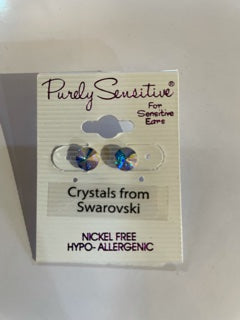 Purely Sensitive®
For
Sensitive
Ears
Crystals from
Swarovski
NICKEL FREE
HYPO-ALLERGENIC